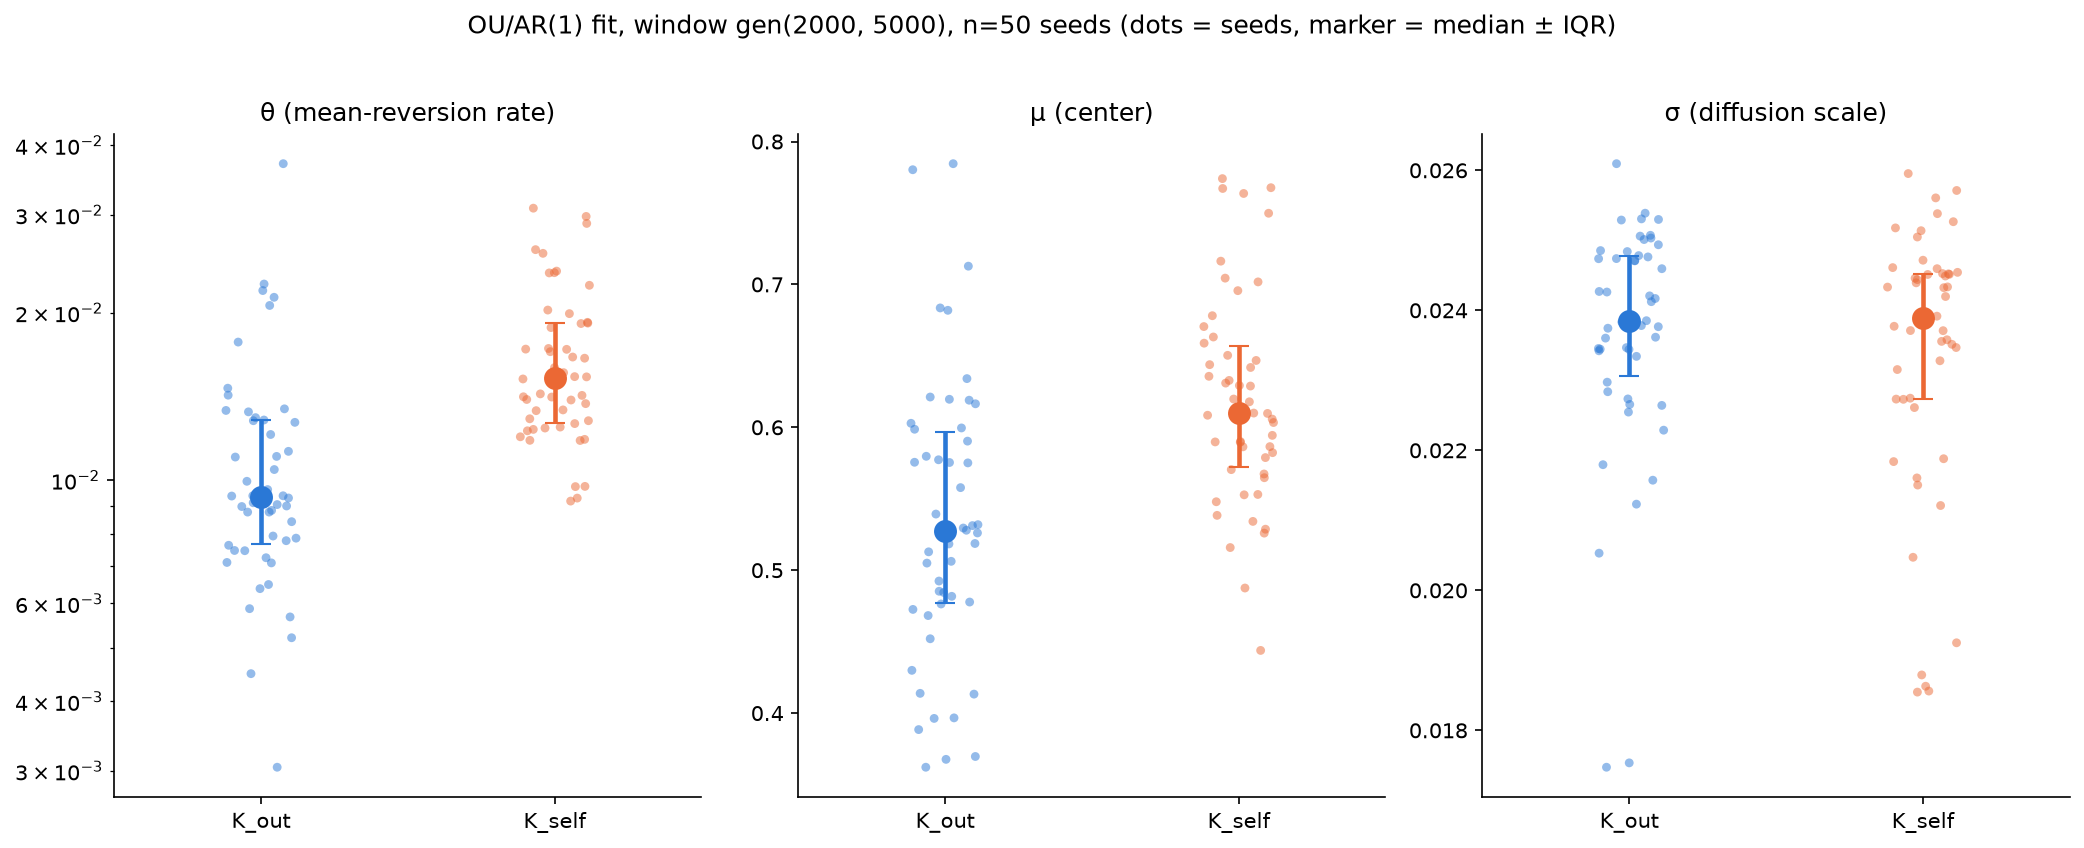 OU/AR(1) fit, window gen(2000, 5000), n=50 seeds (dots = seeds, marker = median ± IQR)
θ (mean-reversion rate)
4 × 10⁻²
3 × 10⁻²
2 × 10⁻²
10⁻²
6 × 10⁻³
4 × 10⁻³
3 × 10⁻³
K_out
K_self
μ (center)
0.8
0.7
0.6
0.5
0.4
K_out
K_self
σ (diffusion scale)
0.026
0.024
0.022
0.020
0.018
K_out
K_self